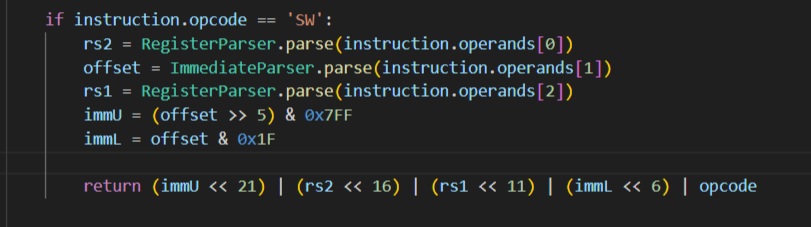 if instruction.opcode == 'SW':
    rs2 = RegisterParser.parse(instruction.operands[0])
    offset = ImmediateParser.parse(instruction.operands[1])
    rs1 = RegisterParser.parse(instruction.operands[2])
    immU = (offset >> 5) & 0x7FF
    immL = offset & 0x1F
    return (immU << 21) | (rs2 << 16) | (rs1 << 11) | (immL << 6) | opcode